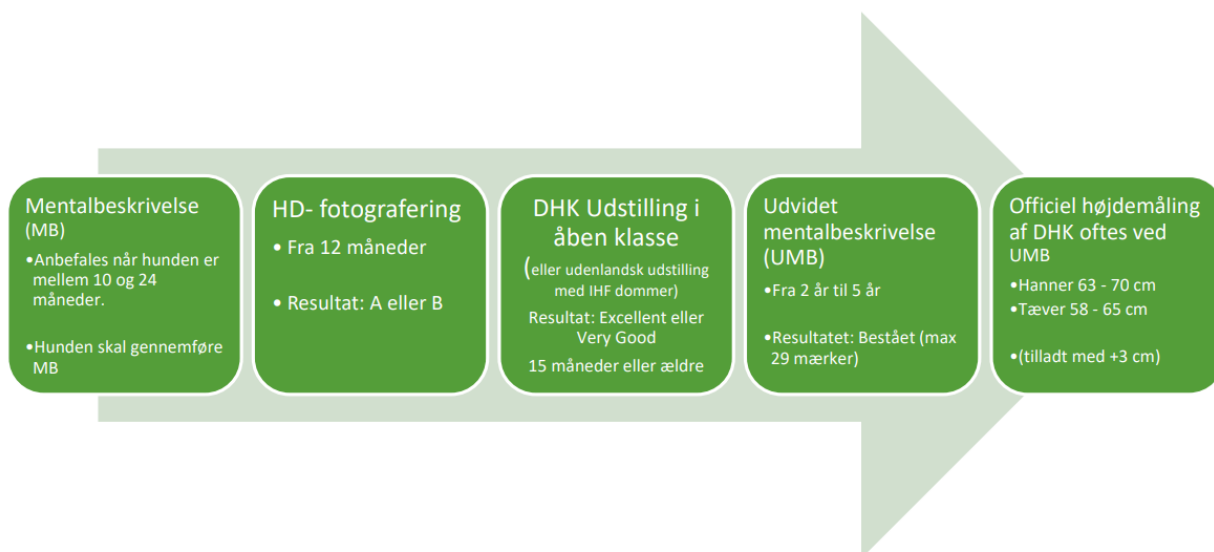 Mentalbeskrivelse
(MB)
•Anbefales når hunden er
mellem 10 og 24
måneder.
•Hunden skal gennemføre
MB
HD- fotografering
• Fra 12 måneder
• Resultat: A eller B
DHK Udstilling i
åben klasse
(eller udenlandsk udstilling
med IHF dommer)
Resultat: Excellent eller
Very Good
15 måneder eller ældre
Udvidet
mentalbeskrivelse
(UMB)
•Fra 2 år til 5 år
•Resultatet: Bestået (max
29 mærker)
Officiel højdemåling
af DHK oftes ved
UMB
•Hanner 63 - 70 cm
•Tæver 58 - 65 cm
•(tilladt med +3 cm)